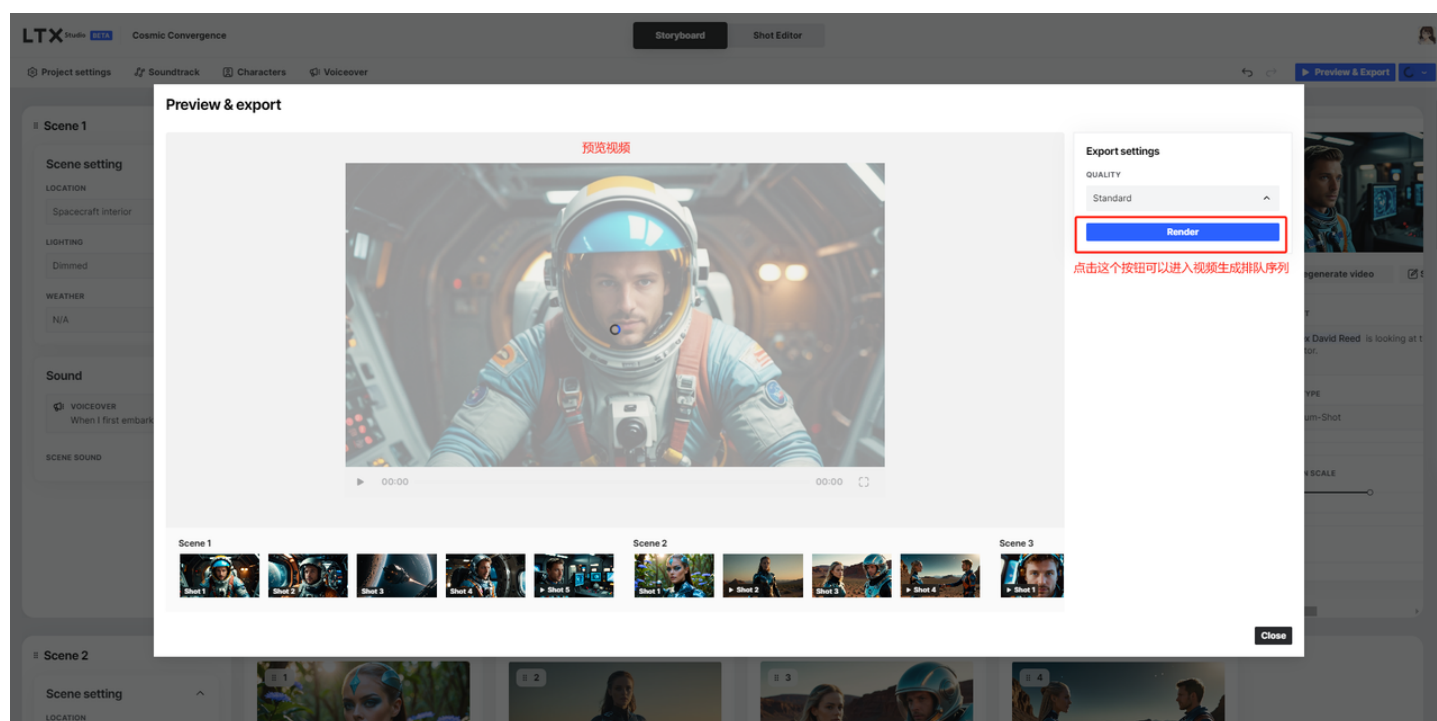 LTX Studio BETA
Cosmic Convergence
Storyboard
Shot Editor
Project settings
Soundtrack
Characters
Voiceover
Preview & Export
Preview & export
Scene 1
Scene setting
LOCATION
Spacecraft interior
LIGHTING
Dimmed
WEATHER
N/A
Sound
VOICEOVER
When I first embark
SCENE SOUND
预览视频
00:00
00:00
Export settings
QUALITY
Standard
Render
点击这个按钮可以进入视频生成排队序列
egenerate video
S
T
x David Reed is looking at t
tor.
YPE
um-Shot
N SCALE
Scene 1
Scene 2
Scene 3
Shot 1
Shot 2
Shot 3
Shot 4
Shot 5
Shot 1
Shot 2
Shot 3
Shot 4
Shot 1
Close
Scene 2
Scene setting
LOCATION
1
2
3
4